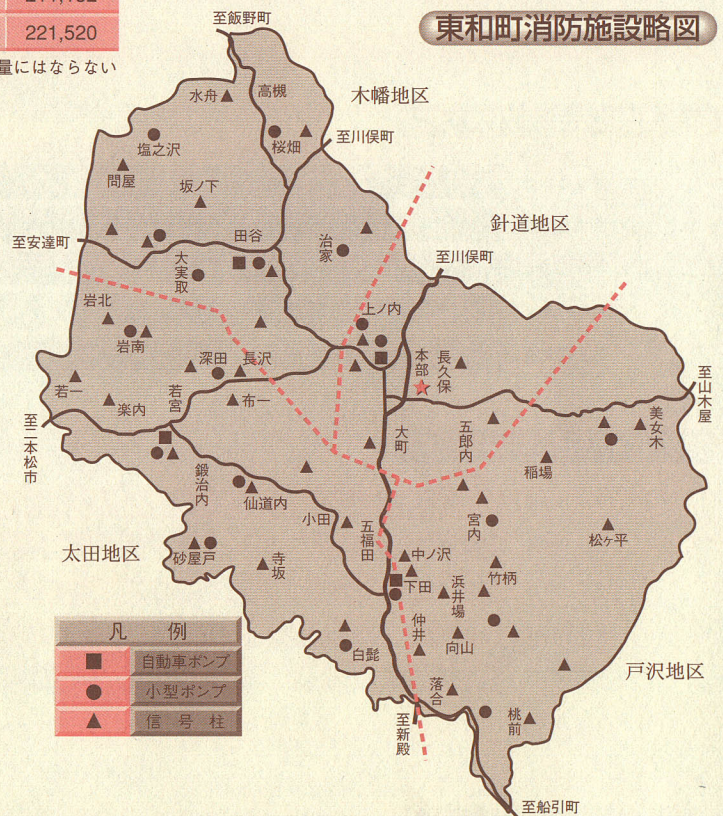 221,520
量にはならない
東和町消防施設略図
至飯野町
水舟
高槻
木幡地区
塩之沢
桜畑
至川俣町
問屋
坂ノ下
針道地区
至安達町
田谷
治家
大実取
至川俣町
岩北
上ノ内
岩南
深田
長沢
本部
長久保
至山木屋
若一
若宮
楽内
布一
美女木
至二本松市
大町
五郎内
稲場
鍛治内
仙道内
小田
五福田
宮内
松ヶ平
太田地区
砂屋戸
寺坂
中ノ沢
竹柄
下田
浜井場
仲井
向山
白髭
戸沢地区
落合
桃前
至新殿
至船引町
凡 例
自動車ポンプ
小型ポンプ
信号柱